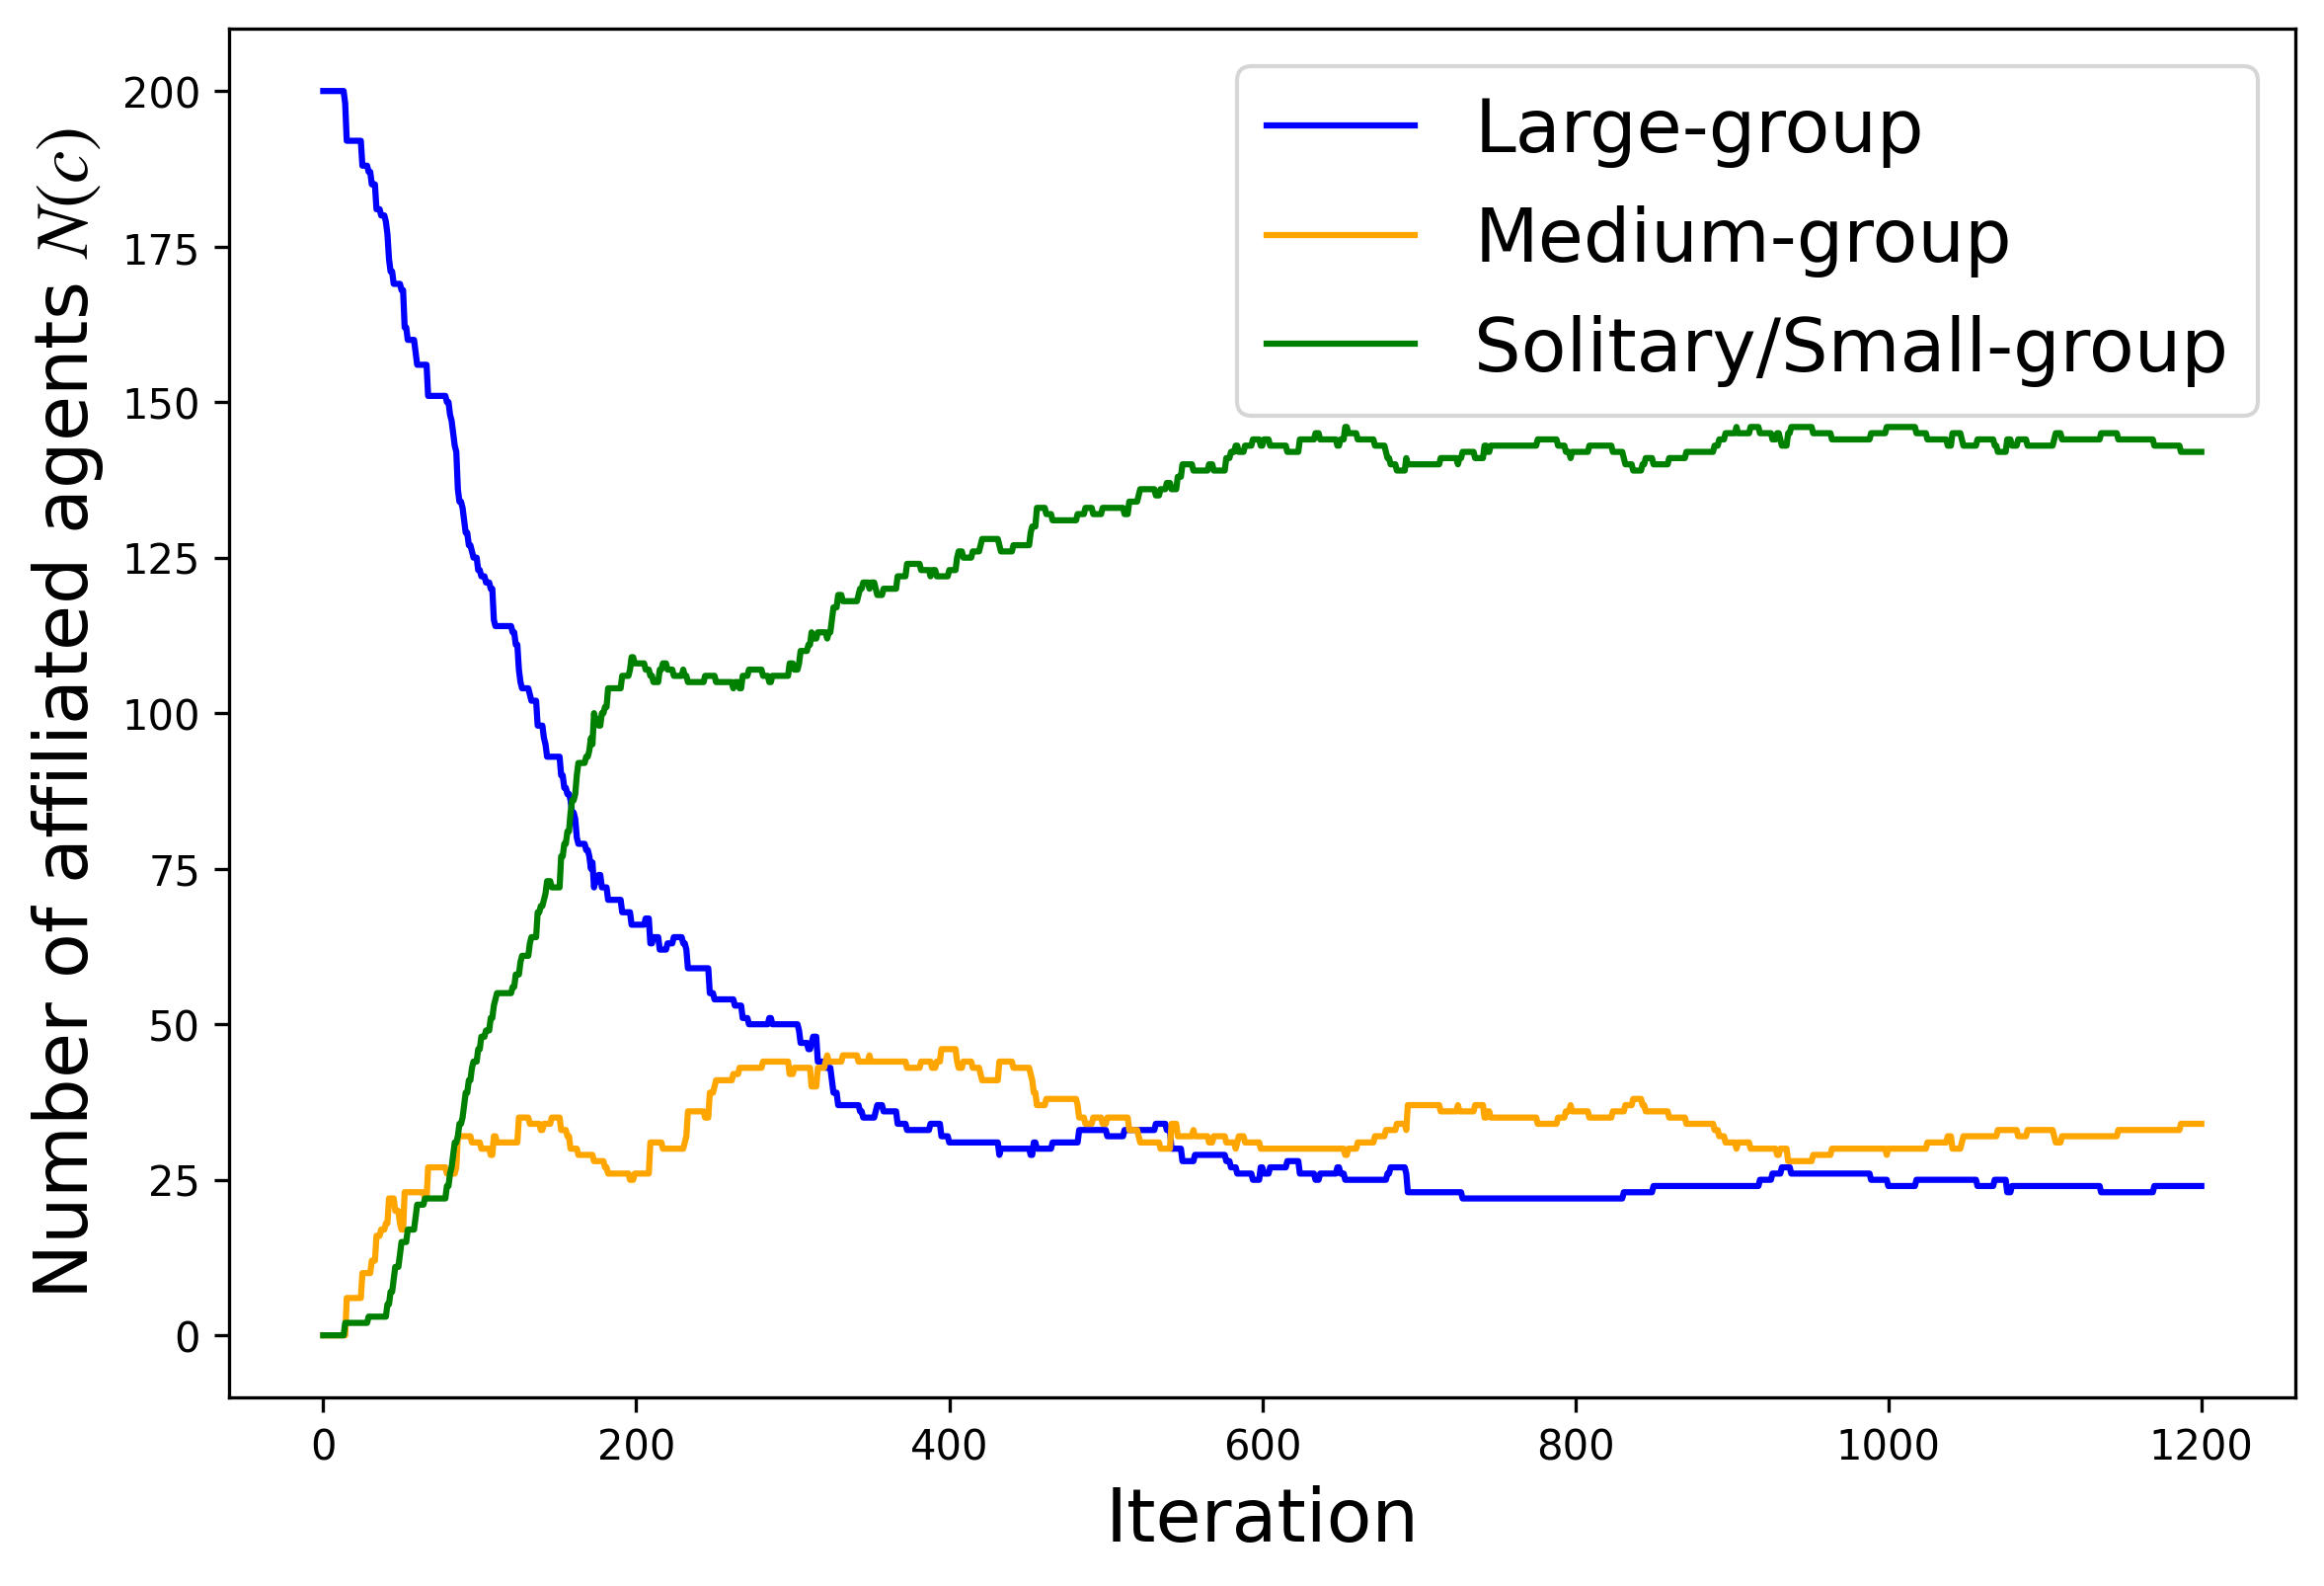 Number of affiliated agents N(c)
200
175
150
125
100
75
50
25
0
Large-group
Medium-group
Solitary/Small-group
0 200 400 600 800 1000 1200
Iteration